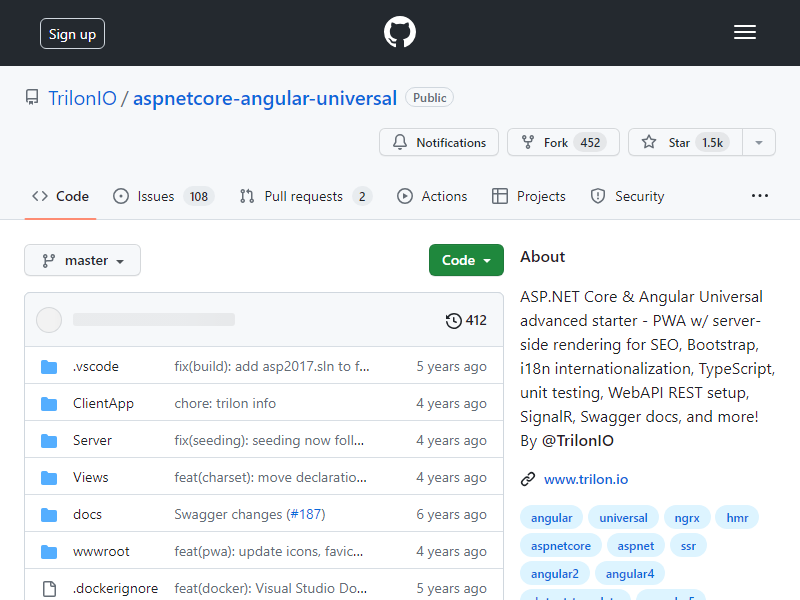 Sign up
TrilonIO / aspnetcore-angular-universal Public
Notifications Fork 452 Star 1.5k
Code Issues 108 Pull requests 2 Actions Projects Security
master Code
412
.vscode fix(build): add asp2017.sln to f... 5 years ago
ClientApp chore: trilon info 4 years ago
Server fix(seeding): seeding now foll... 4 years ago
Views feat(charset): move declaratio... 4 years ago
docs Swagger changes (#187) 6 years ago
wwwroot feat(pwa): update icons, favic... 4 years ago
.dockerignore feat(docker): Visual Studio Do... 5 years ago
About
ASP.NET Core & Angular Universal
advanced starter - PWA w/ server-
side rendering for SEO, Bootstrap,
i18n internationalization, TypeScript,
unit testing, WebAPI REST setup,
SignalR, Swagger docs, and more!
By @TrilonIO
www.trilon.io
angular universal ngrx hmr
aspnetcore aspnet ssr
angular2 angular4